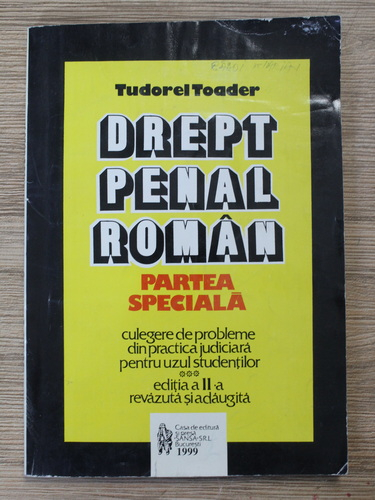 Tudorel Toader
DREPT
PENAL
ROMÂN
PARTEA
SPECIALĂ
culegere de probleme
din practica judiciară
pentru uzul studenților
***
ediția a II-a
revăzută și adăugită
Casa de editură
și presă
"ȘANSA" S.R.L.
București
1999